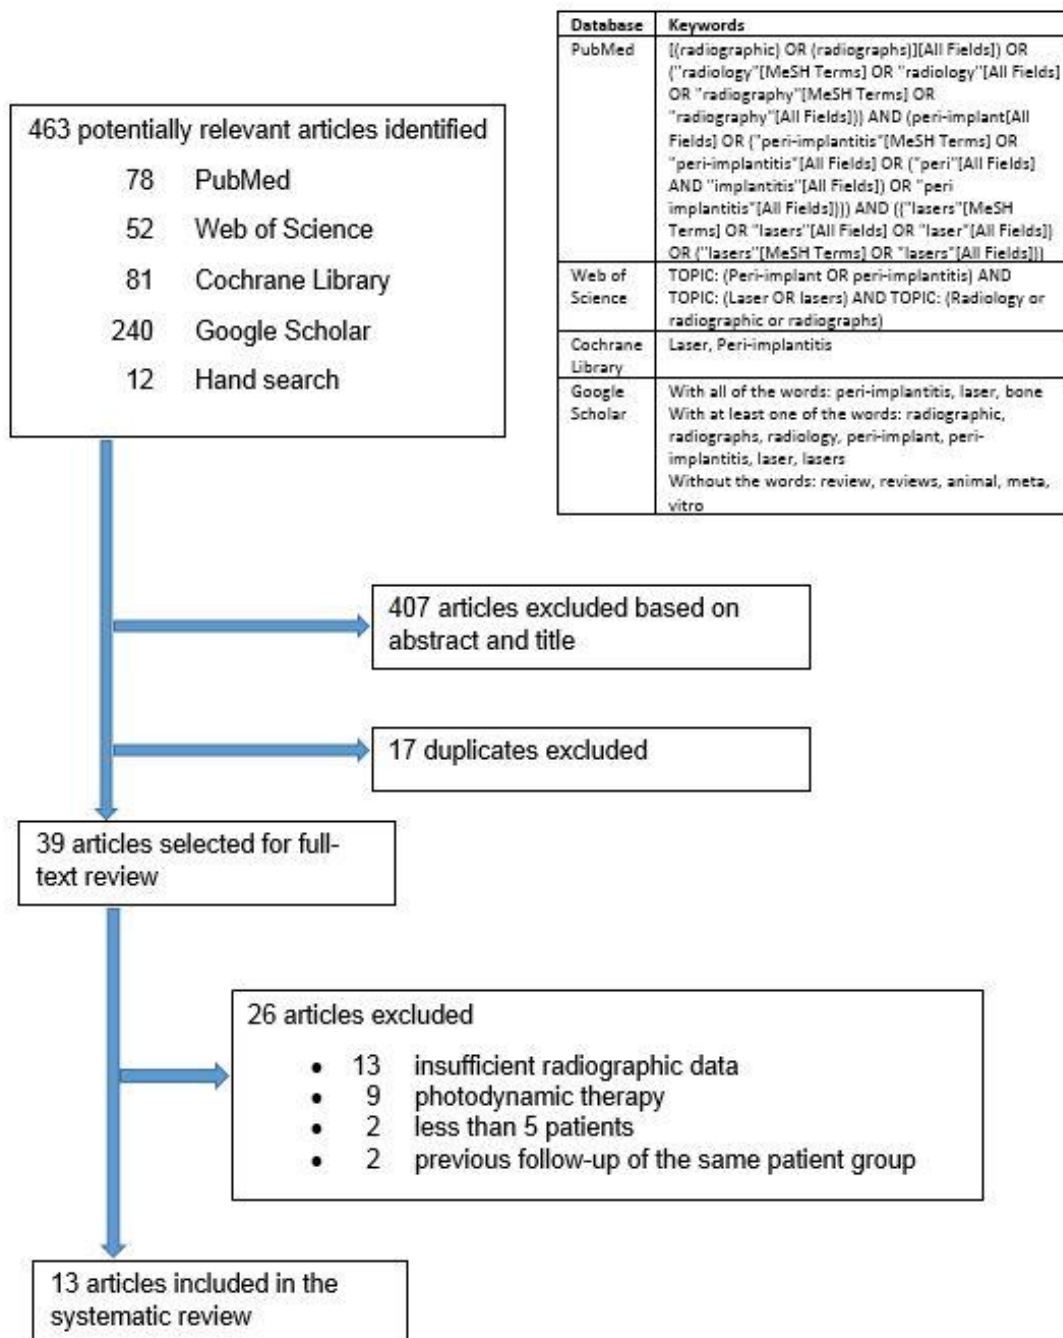 463 potentially relevant articles identified
78 PubMed
52 Web of Science
81 Cochrane Library
240 Google Scholar
12 Hand search
Database Keywords
PubMed [(radiographic) OR (radiographs)][All Fields]) OR
("radiology"[MeSH Terms] OR "radiology"[All Fields]
OR "radiography"[MeSH Terms] OR
"radiography"[All Fields])) AND (peri-implant[All
Fields] OR ("peri-implantitis"[MeSH Terms] OR
"peri-implantitis"[All Fields] OR ("peri"[All Fields]
AND "implantitis"[All Fields]) OR "peri
implantitis"[All Fields]))) AND (("lasers"[MeSH
Terms] OR "lasers"[All Fields] OR "laser"[All Fields])
OR ("lasers"[MeSH Terms] OR "lasers"[All Fields]))
Web of TOPIC: (Peri-implant OR peri-implantitis) AND
Science TOPIC: (Laser OR lasers) AND TOPIC: (Radiology or
radiographic or radiographs)
Cochrane Laser, Peri-implantitis
Library
Google With all of the words: peri-implantitis, laser, bone
Scholar With at least one of the words: radiographic,
radiographs, radiology, peri-implant, peri-
implantitis, laser, lasers
Without the words: review, reviews, animal, meta,
vitro
407 articles excluded based on
abstract and title
17 duplicates excluded
39 articles selected for full-
text review
26 articles excluded
• 13 insufficient radiographic data
• 9 photodynamic therapy
• 2 less than 5 patients
• 2 previous follow-up of the same patient group
13 articles included in the
systematic review